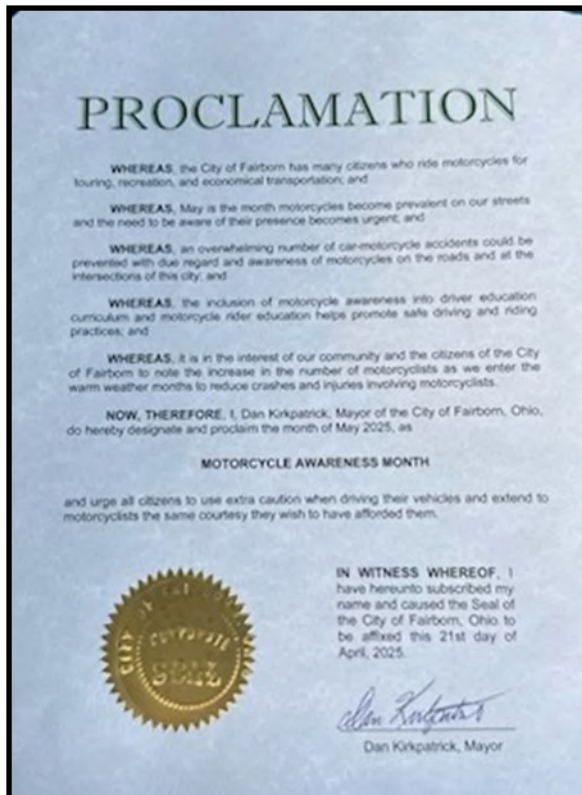 PROCLAMATION
WHEREAS, the City of Fairborn has many citizens who ride motorcycles for
touring, recreation, and economical transportation; and
WHEREAS, May is the month motorcycles become prevalent on our streets
and the need to be aware of their presence becomes urgent; and
WHEREAS, an overwhelming number of car-motorcycle accidents could be
prevented with due regard and awareness of motorcycles on the roads and at the
intersections of this city; and
WHEREAS, the inclusion of motorcycle awareness into driver education
curriculum and motorcycle rider education helps promote safe driving and riding
practices; and
WHEREAS, it is in the interest of our community and the citizens of the City
of Fairborn to note the increase in the number of motorcyclists as we enter the
warm weather months to reduce crashes and injuries involving motorcyclists.
NOW, THEREFORE, I, Dan Kirkpatrick, Mayor of the City of Fairborn, Ohio,
do hereby designate and proclaim the month of May 2025, as
MOTORCYCLE AWARENESS MONTH
and urge all citizens to use extra caution when driving their vehicles and extend to
motorcyclists the same courtesy they wish to have afforded them.
IN WITNESS WHEREOF, I
have hereunto subscribed my
name and caused the Seal of
the City of Fairborn, Ohio to
be affixed this 21st day of
April, 2025.
CITY OF
CORPORATE
SEAL
Dan Kirkpatrick
Dan Kirkpatrick, Mayor